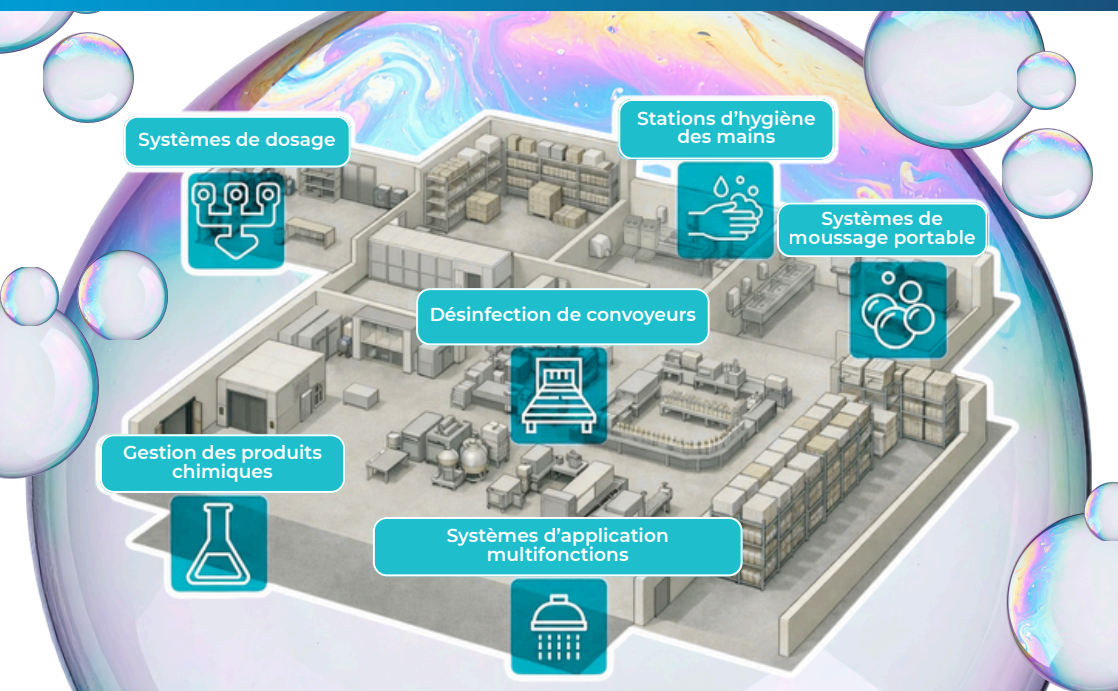 Stations d’hygiène
des mains
Systèmes de dosage
Systèmes de
moussage portable
Désinfection de convoyeurs
Gestion des produits
chimiques
Systèmes d’application
multifonctions